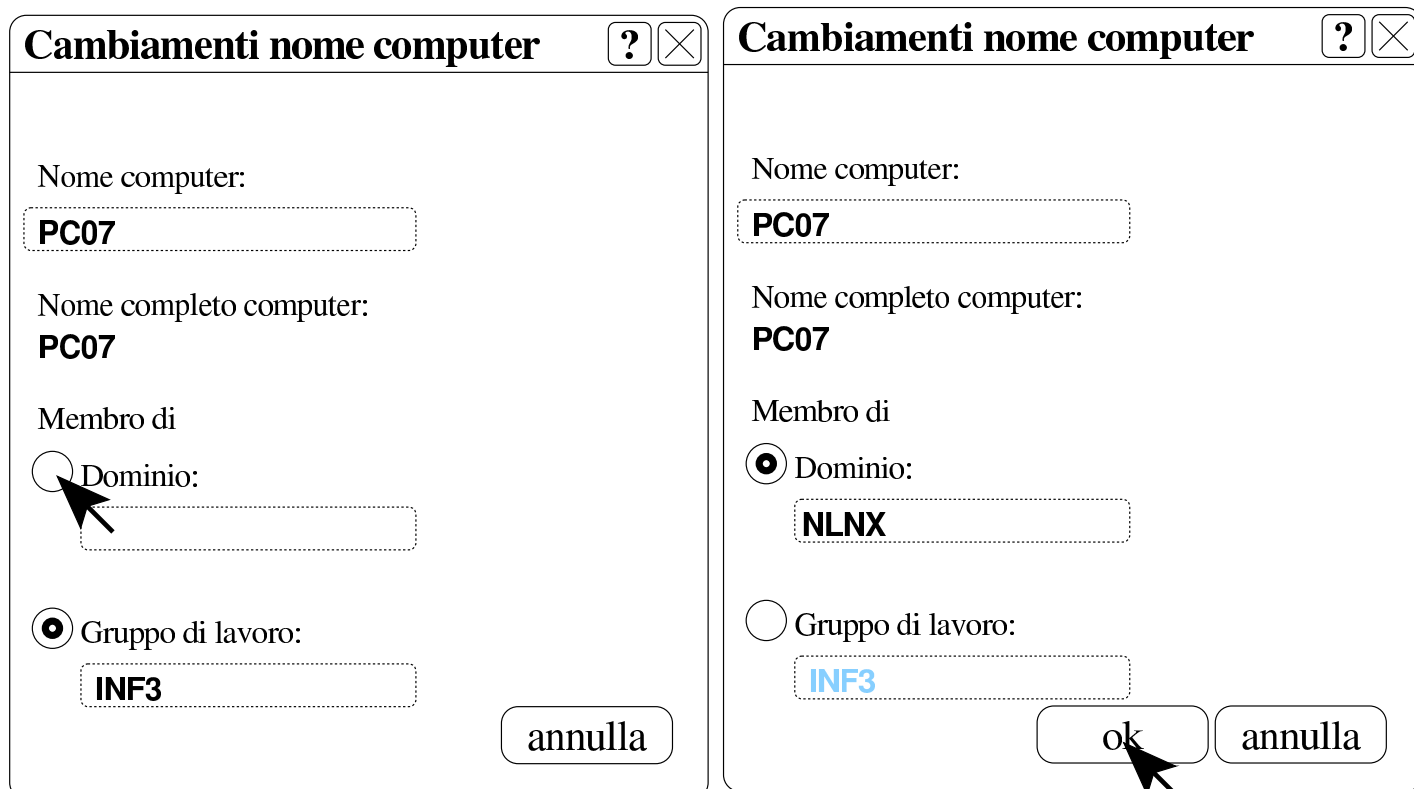 Cambiamenti nome computer ?
Nome computer:
PC07
Nome completo computer:
PC07
Membro di
Dominio:
Gruppo di lavoro:
INF3
annulla
Cambiamenti nome computer ?
Nome computer:
PC07
Nome completo computer:
PC07
Membro di
Dominio:
NLNX
Gruppo di lavoro:
INF3
ok annulla